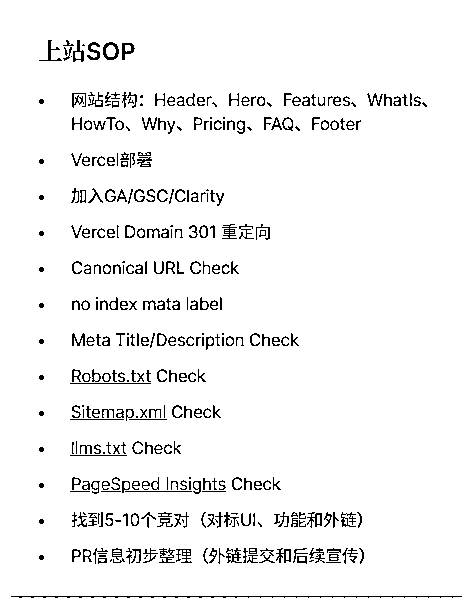 上站SOP
• 网站结构：Header、Hero、Features、WhatIs、
HowTo、Why、Pricing、FAQ、Footer
• Vercel部署
• 加入GA/GSC/Clarity
• Vercel Domain 301 重定向
• Canonical URL Check
• no index mata label
• Meta Title/Description Check
• Robots.txt Check
• Sitemap.xml Check
• llms.txt Check
• PageSpeed Insights Check
• 找到5-10个竞对（对标UI、功能和外链）
• PR信息初步整理（外链提交和后续宣传）